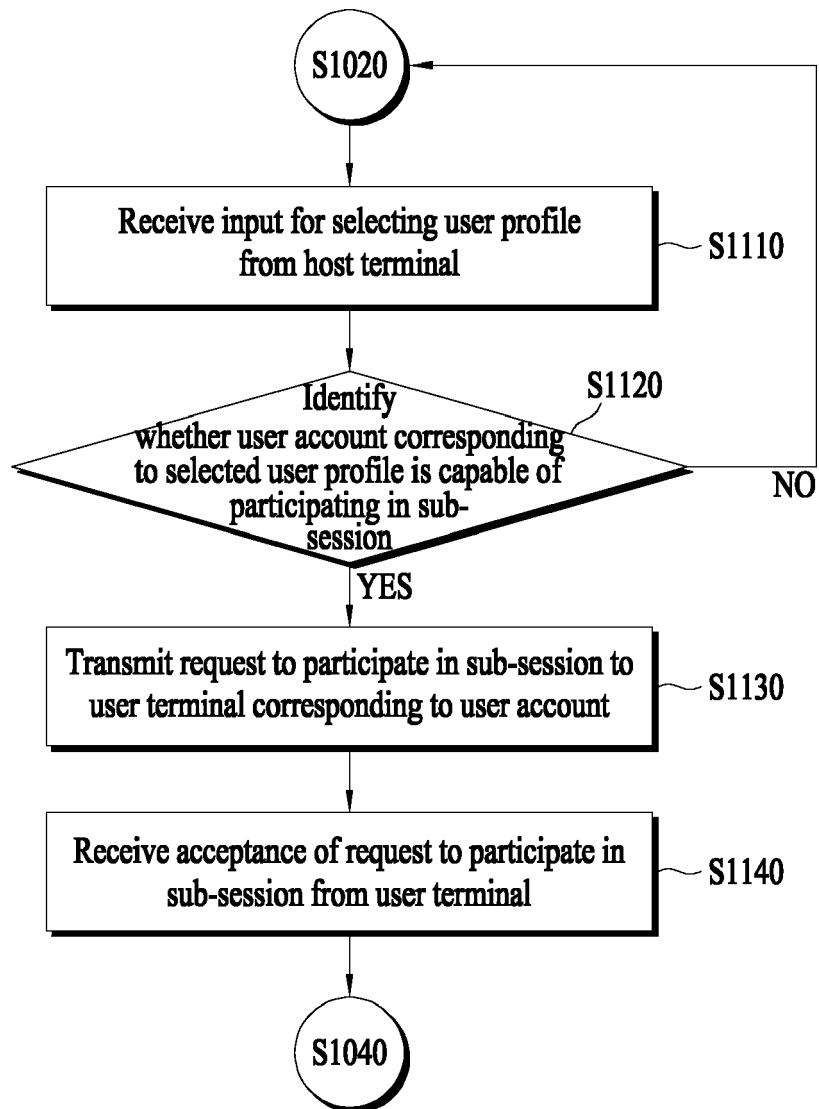 S1020
Receive input for selecting user profile
from host terminal
S1110
S1120
Identify
whether user account corresponding
to selected user profile is capable of
participating in sub-
session
NO
YES
Transmit request to participate in sub-session to
user terminal corresponding to user account
S1130
Receive acceptance of request to participate in
sub-session from user terminal
S1140
S1040